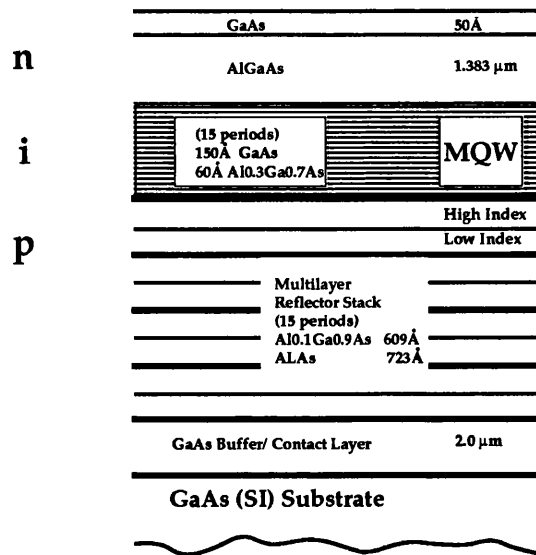 GaAs 50Å
n
AlGaAs 1.383 µm
i
(15 periods)
150Å GaAs
60Å Al0.3Ga0.7As
MQW
High Index
p
Low Index
Multilayer
Reflector Stack
(15 periods)
Al0.1Ga0.9As 609Å
ALAs 723Å
GaAs Buffer/ Contact Layer 2.0 µm
GaAs (SI) Substrate